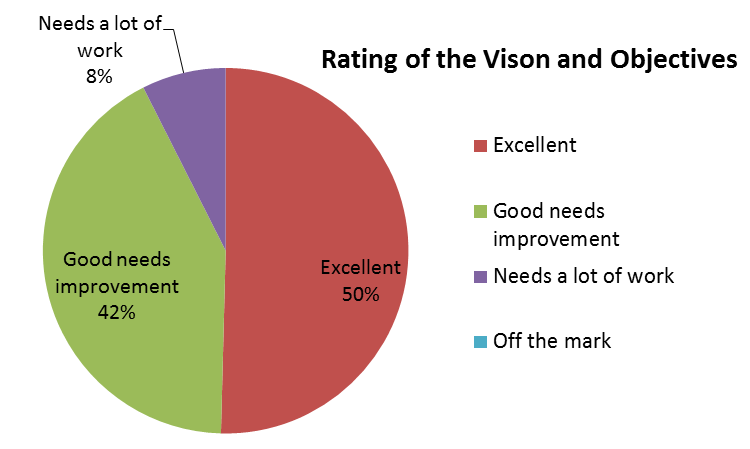 Rating of the Vison and Objectives
Needs a lot of
work
8%
Good needs
improvement
42%
Excellent
50%
Excellent
Good needs
improvement
Needs a lot of work
Off the mark